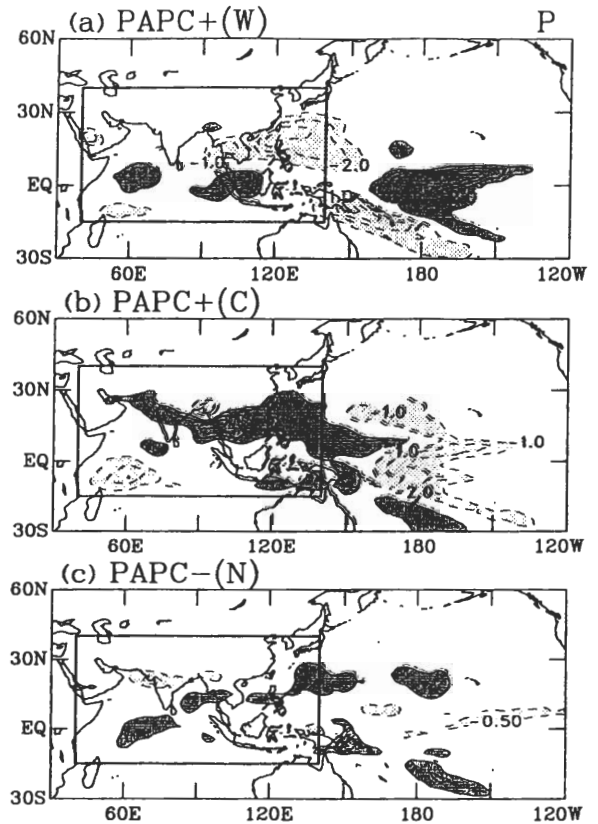 (a) PAPC+(W) P
60N
30N
-1.0
-2.0
EQ
30S
60E 120E 180 120W
(b) PAPC+(C)
60N
30N
-1.0
1.0
-1.0
EQ
-2.0
30S
60E 120E 180 120W
(c) PAPC-(N)
60N
30N
-0.50
EQ
30S
60E 120E 180 120W